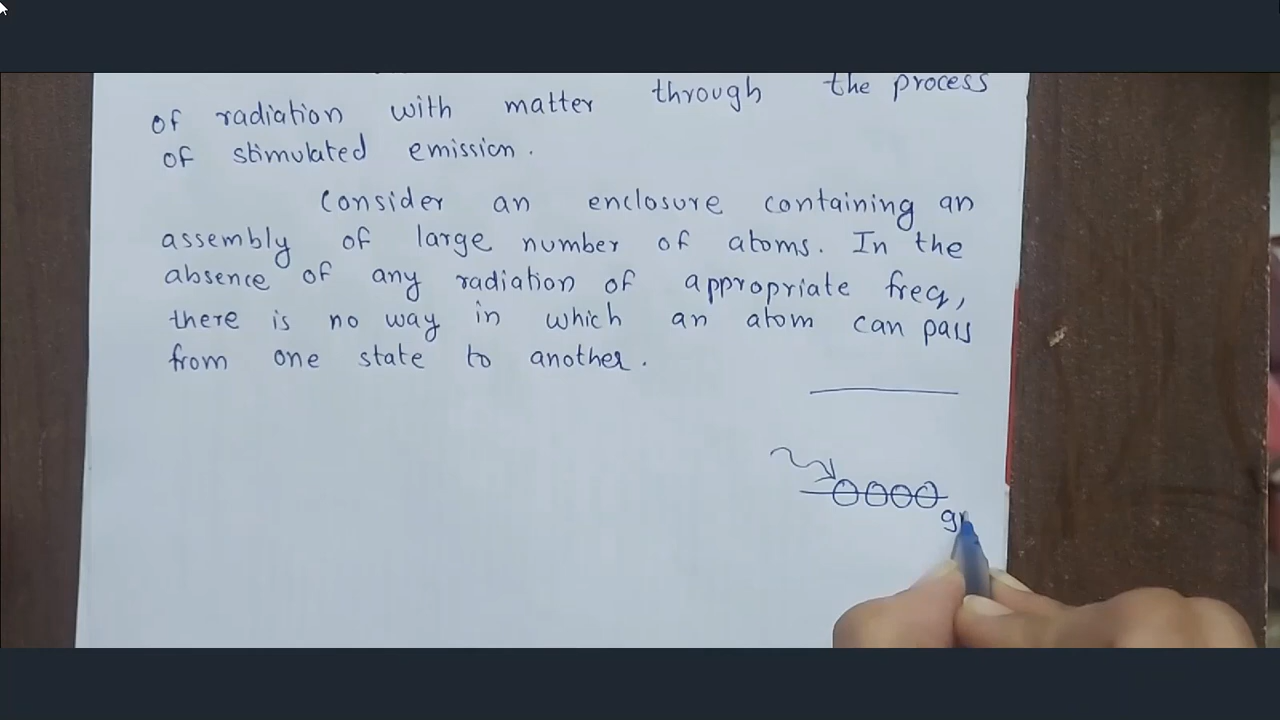 of radiation with matter through the process
of stimulated emission.
Consider an enclosure containing an
assembly of large number of atoms. In the
absence of any radiation of appropriate freq,
there is no way in which an atom can pass
from one state to another.
gr